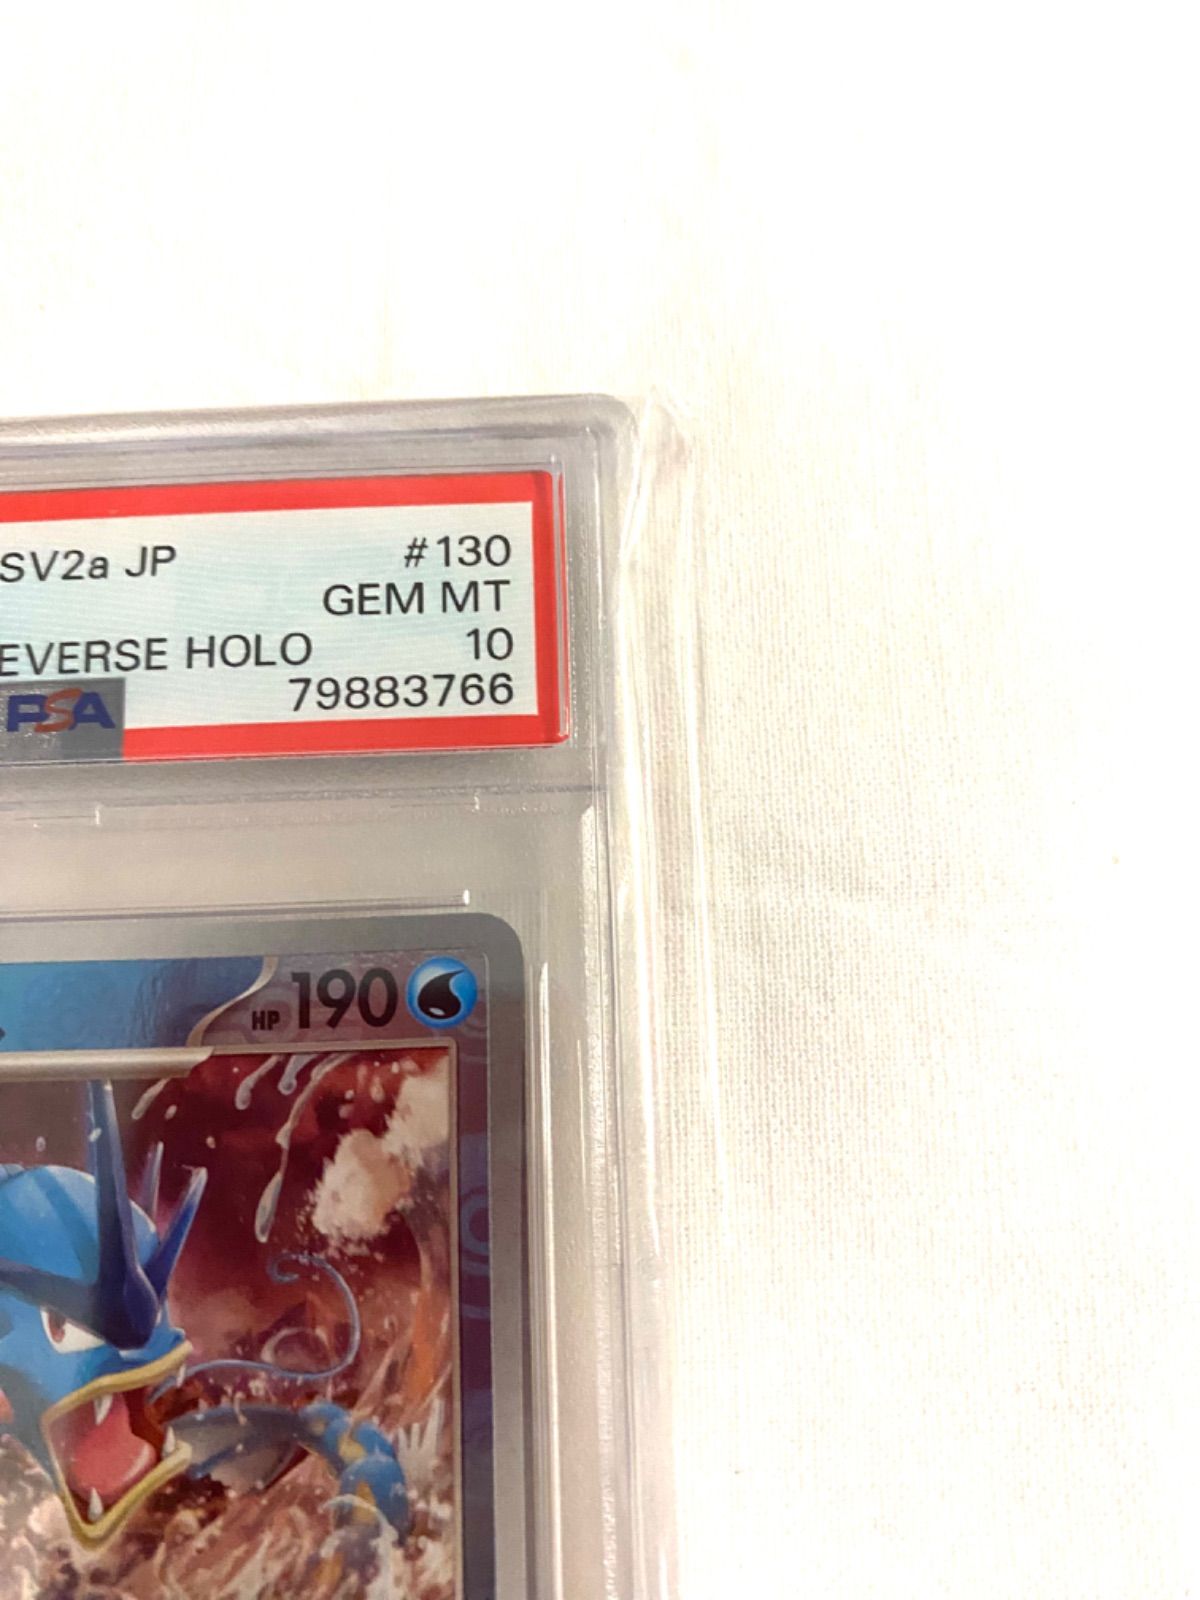 SV2a JP #130
GEM MT
EVERSE HOLO 10
PSA 79883766
HP 190